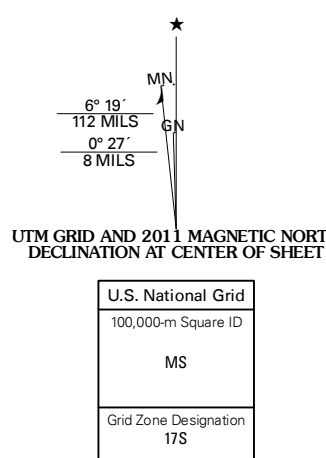 ★
M.N.
6° 19´
112 MILS
GN
0° 27´
8 MILS
UTM GRID AND 2011 MAGNETIC NORT
DECLINATION AT CENTER OF SHEET
U.S. National Grid
100,000-m Square ID
MS
Grid Zone Designation
17S